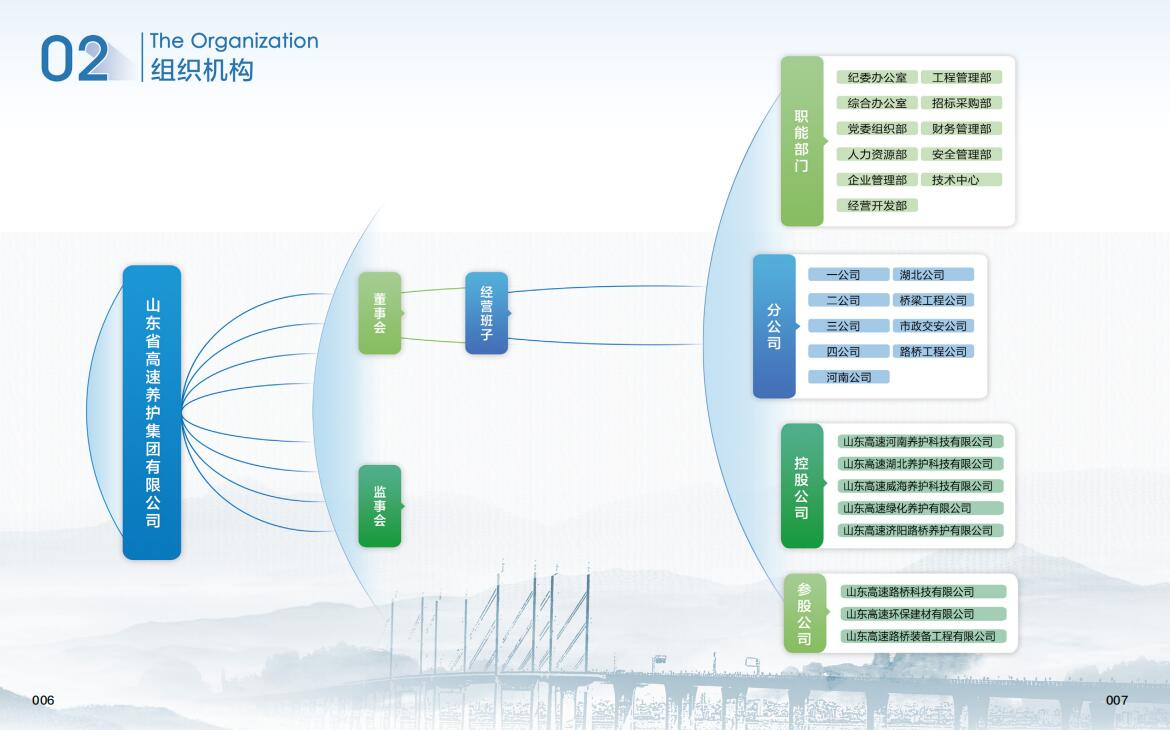 02
The Organization
组织机构
山东省高速养护集团有限公司
董事会
经营班子
监事会
职能部门
纪委办公室 工程管理部
综合办公室 招标采购部
党委组织部 财务管理部
人力资源部 安全管理部
企业管理部 技术中心
经营开发部
分公司
一公司 湖北公司
二公司 桥梁工程公司
三公司 市政交安公司
四公司 路桥工程公司
河南公司
控股公司
山东高速河南养护科技有限公司
山东高速湖北养护科技有限公司
山东高速威海养护科技有限公司
山东高速绿化养护有限公司
山东高速济阳路桥养护有限公司
参股公司
山东高速路桥科技有限公司
山东高速环保建材有限公司
山东高速路桥装备工程有限公司
006
007